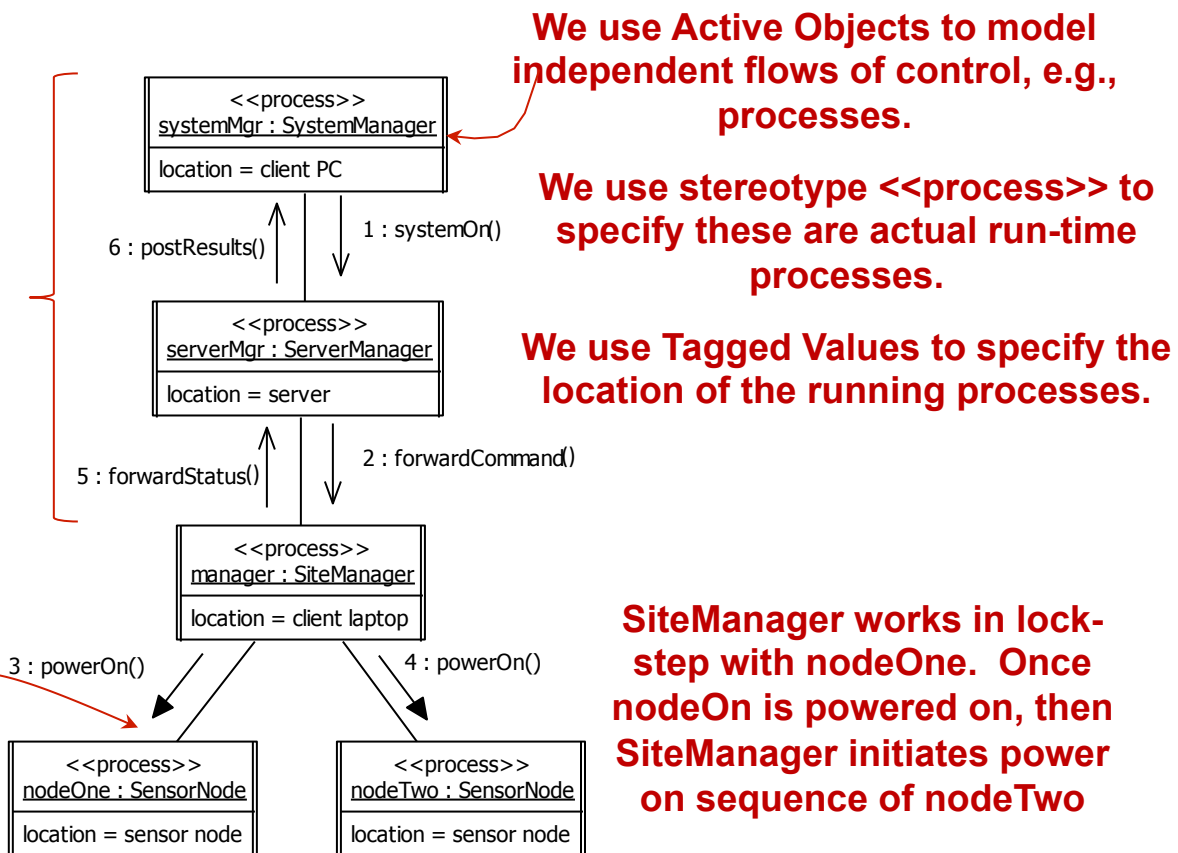 We use Active Objects to model
independent flows of control, e.g.,
processes.
<<process>>
systemMgr : SystemManager
location = client PC
We use stereotype <<process>> to
specify these are actual run-time
processes.
6 : postResults()
1 : systemOn()
<<process>>
serverMgr : ServerManager
location = server
We use Tagged Values to specify the
location of the running processes.
5 : forwardStatus()
2 : forwardCommand()
<<process>>
manager : SiteManager
location = client laptop
SiteManager works in lock-
step with nodeOne. Once
nodeOn is powered on, then
SiteManager initiates power
on sequence of nodeTwo
3 : powerOn()
4 : powerOn()
<<process>>
nodeOne : SensorNode
location = sensor node
<<process>>
nodeTwo : SensorNode
location = sensor node